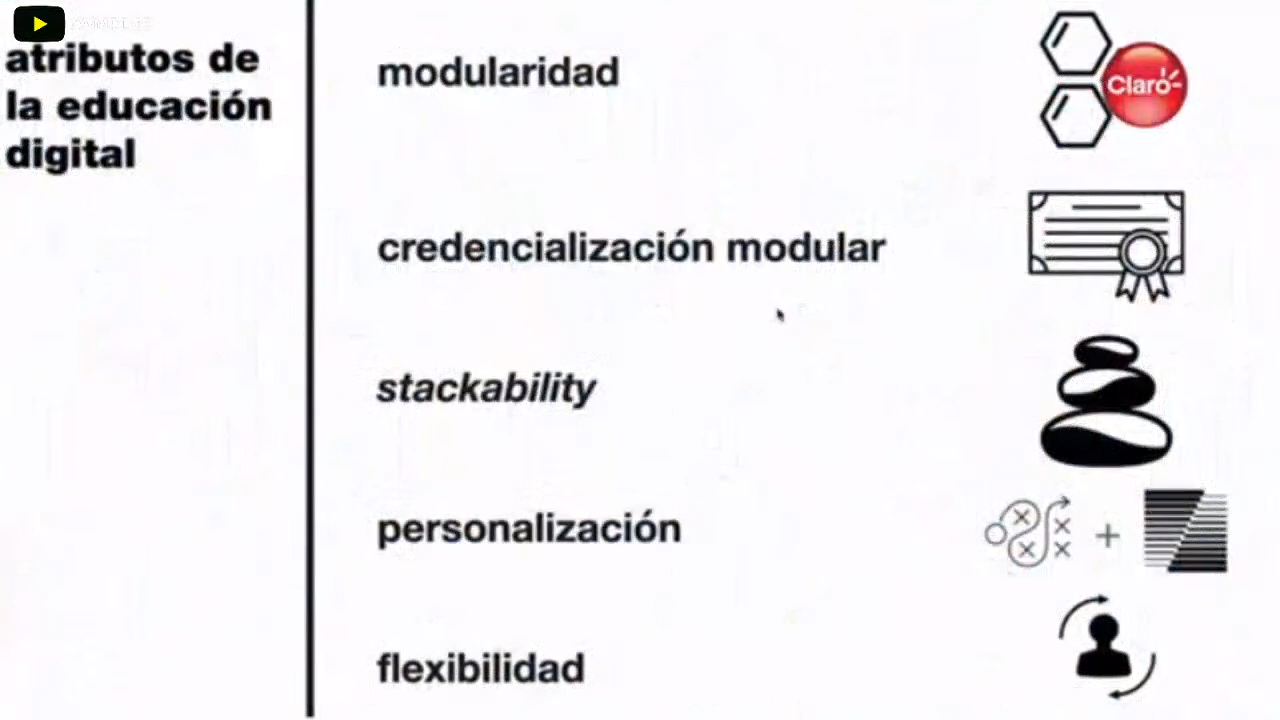 atributos de
la educación
digital
modularidad
Claro
credencialización modular
stackability
personalización
+
flexibilidad